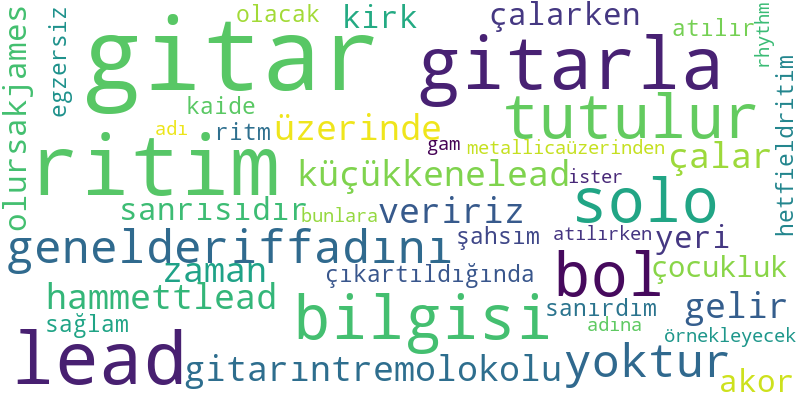 gitar
gitarla
ritim
lead
bilgisi
solo
bol
tutulur
genelderiffadını
yoktur
olacak
kirk
çalarken
atılır
rhythm
olursakjames
egzersiz
kaide
adı
ritm
üzerinde
gam
metallicaüzerinden
çalar
hetfieldritim
küçükkenelead
ister
sanrısıdır
bunlara
veririz
şahsım
atılırken
yeri
zaman
çıkartıldığında
çocukluk
hammettlead
sanırdım
gelir
sağlam
adına
örnekleyecek
gitarıntremolokolu
akor